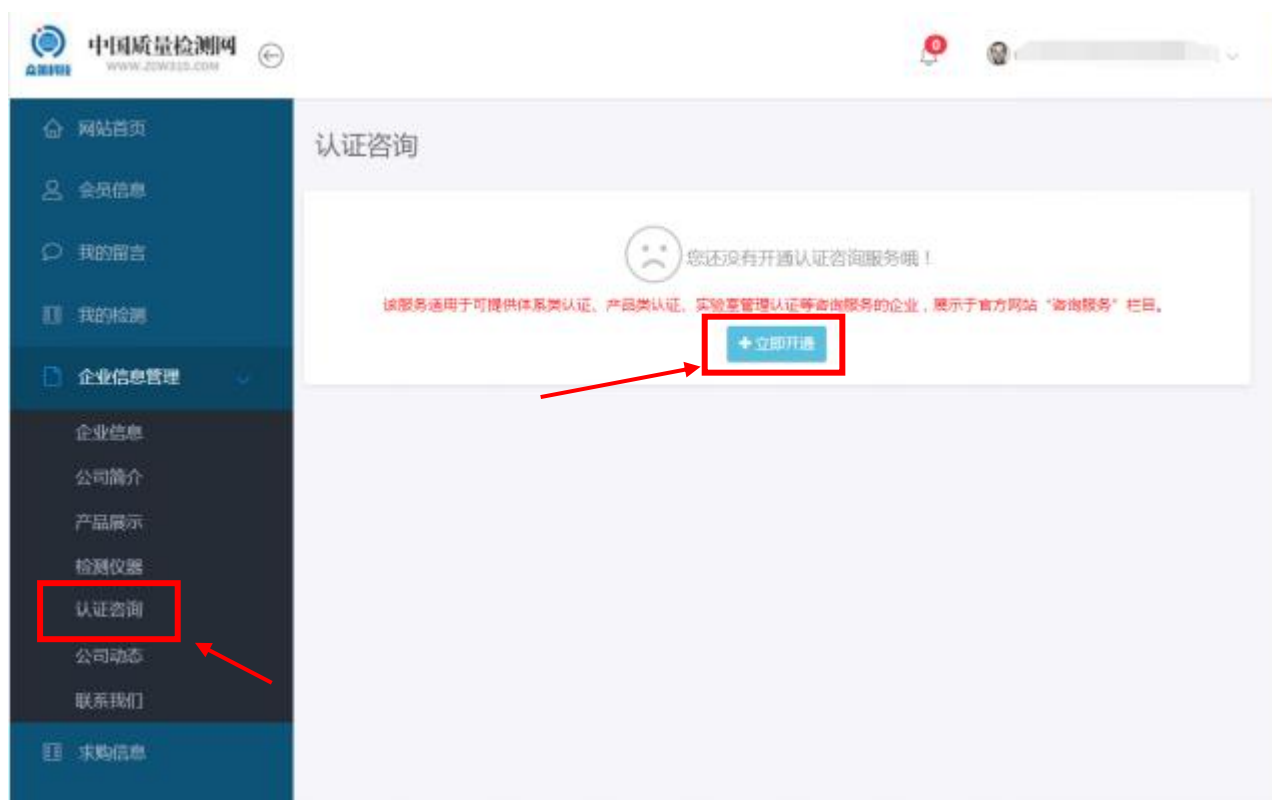 中国质量检测网
WWW.ZJW315.COM
0
网站首页
认证咨询
会员信息
我的留言
您还没有开通认证咨询服务哦！
该服务适用于可提供体系类认证、产品类认证、实验室管理认证等咨询服务的企业，展示于官方网站“咨询服务”栏目。
我的检测
+立即开通
企业信息管理
企业信息
公司简介
产品展示
检测仪器
认证咨询
公司动态
联系我们
求购信息